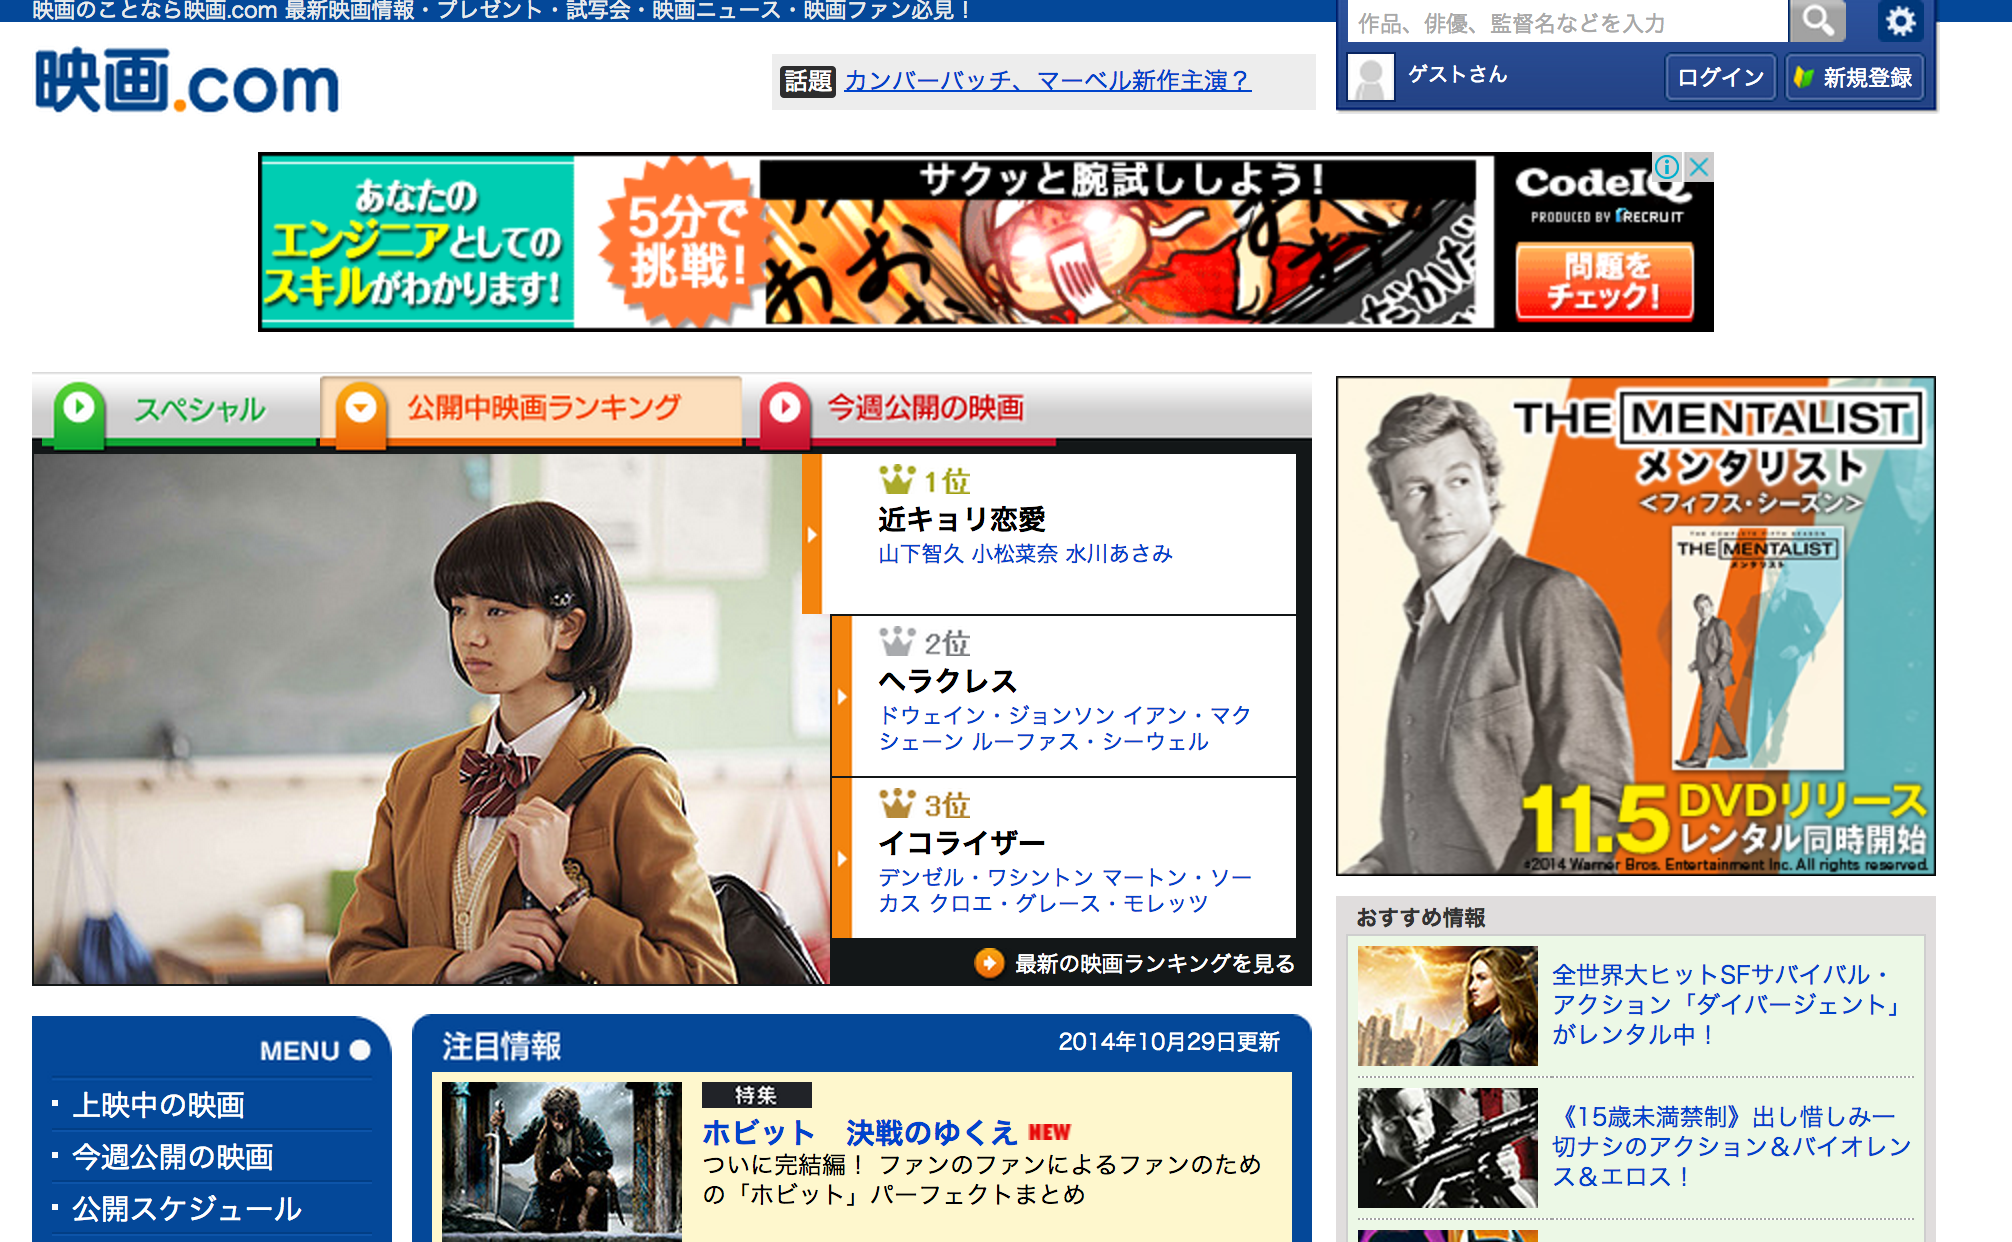 映画のことなら映画.com 最新映画情報・プレゼント・試写会・映画ニュース・映画ファン必見！
作品、俳優、監督名などを入力
映画.com
話題 カンバーバッチ、マーベル新作主演？
ゲストさん
ログイン
新規登録
あなたの
エンジニアとしての
スキルがわかります!
5分で
挑戦!
サクッと腕試ししよう!
おおお
おお
だかだ
CodeIQ
PRODUCED BY RECRUIT
問題を
チェック!
スペシャル
公開中映画ランキング
今週公開の映画
1位
近キョリ恋愛
山下智久 小松菜奈 水川あさみ
2位
ヘラクレス
ドウェイン・ジョンソン イアン・マク
シェーン ルーファス・シーウェル
3位
イコライザー
デンゼル・ワシントン マートン・ソー
カス クロエ・グレース・モレッツ
最新の映画ランキングを見る
THE MENTALIST
メンタリスト
<フィフス・シーズン>
THE COMPLETE FIFTH SEASON
THE MENTALIST
メンタリスト
11.5 DVDリリース
レンタル同時開始
©2014 Warner Bros. Entertainment Inc. All rights reserved.
おすすめ情報
全世界大ヒットSFサバイバル・
アクション「ダイバージェント」
がレンタル中！
《15歳未満禁制》出し惜しみ一
切ナシのアクション＆バイオレン
ス＆エロス！
MENU
上映中の映画
今週公開の映画
公開スケジュール
注目情報
2014年10月29日更新
特集
ホビット　決戦のゆくえ NEW
ついに完結編！ ファンのファンによるファンのため
の「ホビット」パーフェクトまとめ